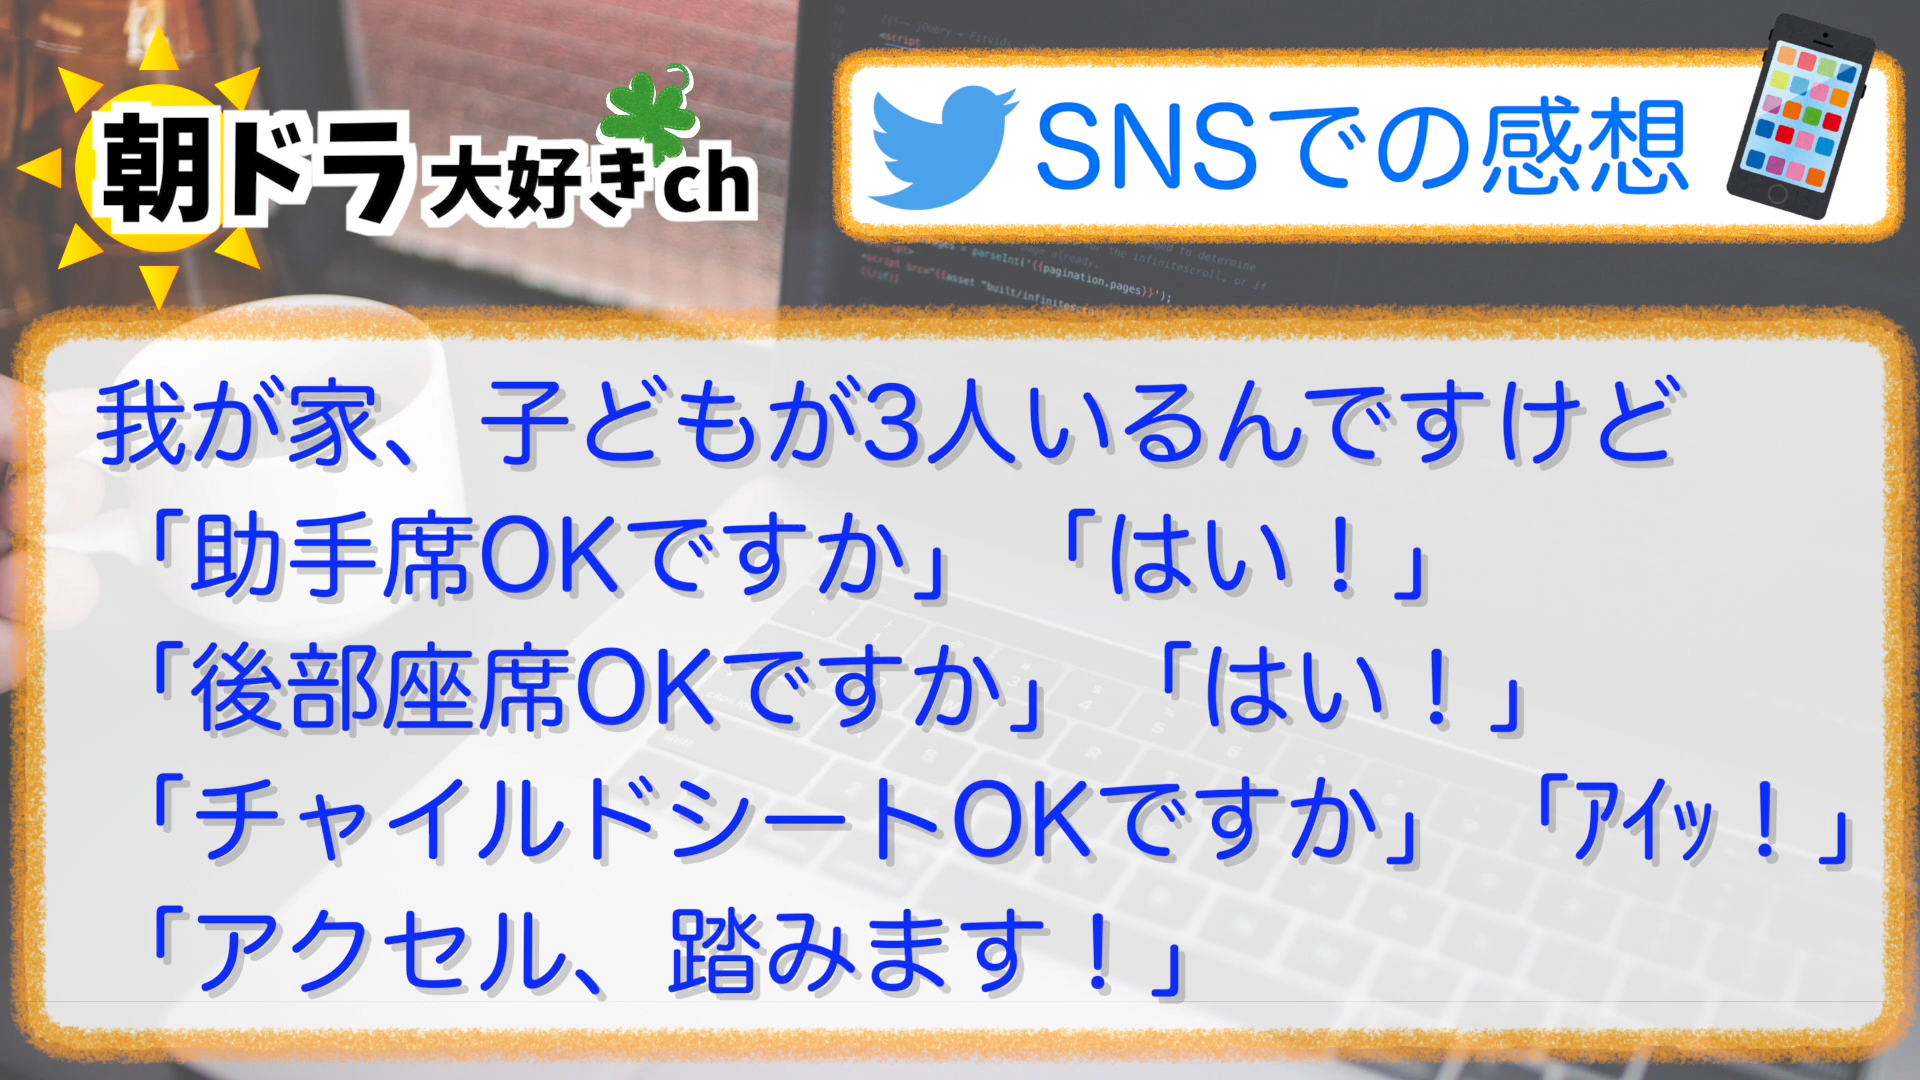 朝ドラ大好きch
SNSでの感想
我が家、子どもが3人いるんですけど
「助手席OKですか」「はい！」
「後部座席OKですか」「はい！」
「チャイルドシートOKですか」「ｱｲｯ！」
「アクセル、踏みます！」